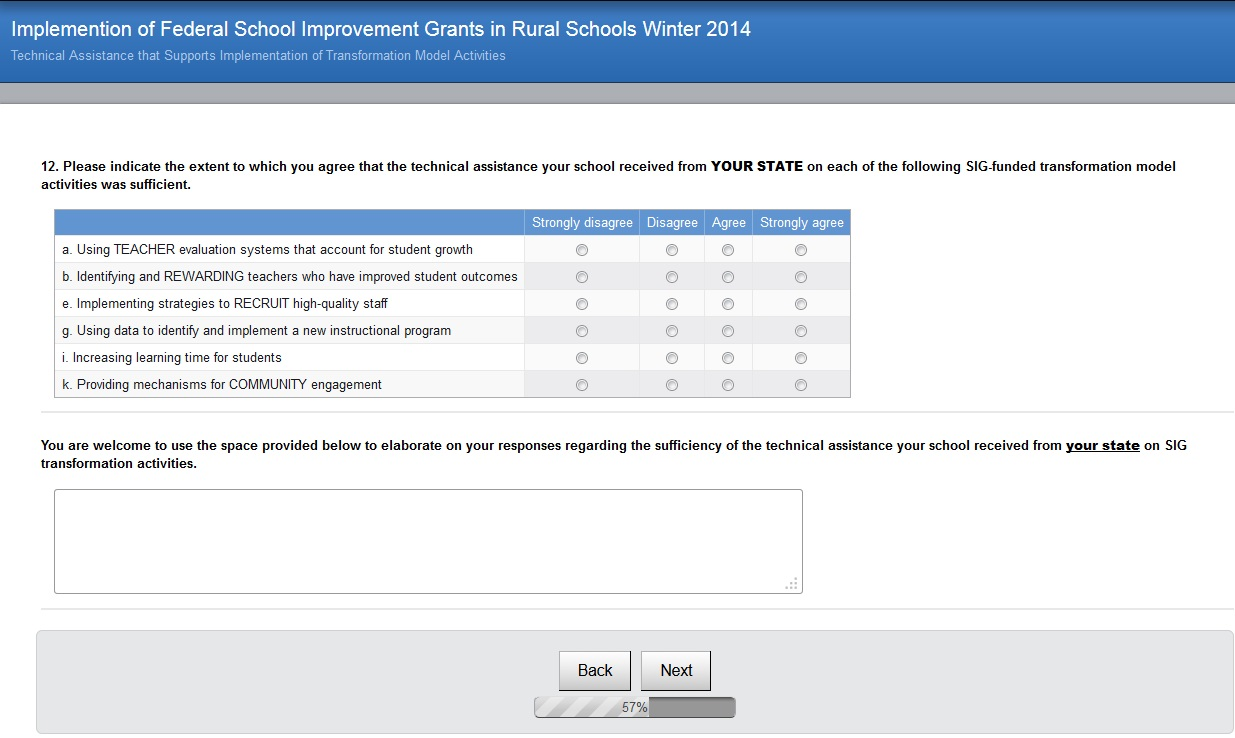 Implemention of Federal School Improvement Grants in Rural Schools Winter 2014
Technical Assistance that Supports Implementation of Transformation Model Activities
12. Please indicate the extent to which you agree that the technical assistance your school received from YOUR STATE on each of the following SIG-funded transformation model
activities was sufficient.
Strongly disagree Disagree Agree Strongly agree
a. Using TEACHER evaluation systems that account for student growth
b. Identifying and REWARDING teachers who have improved student outcomes
e. Implementing strategies to RECRUIT high-quality staff
g. Using data to identify and implement a new instructional program
i. Increasing learning time for students
k. Providing mechanisms for COMMUNITY engagement
You are welcome to use the space provided below to elaborate on your responses regarding the sufficiency of the technical assistance your school received from your state on SIG
transformation activities.
Back Next
57%